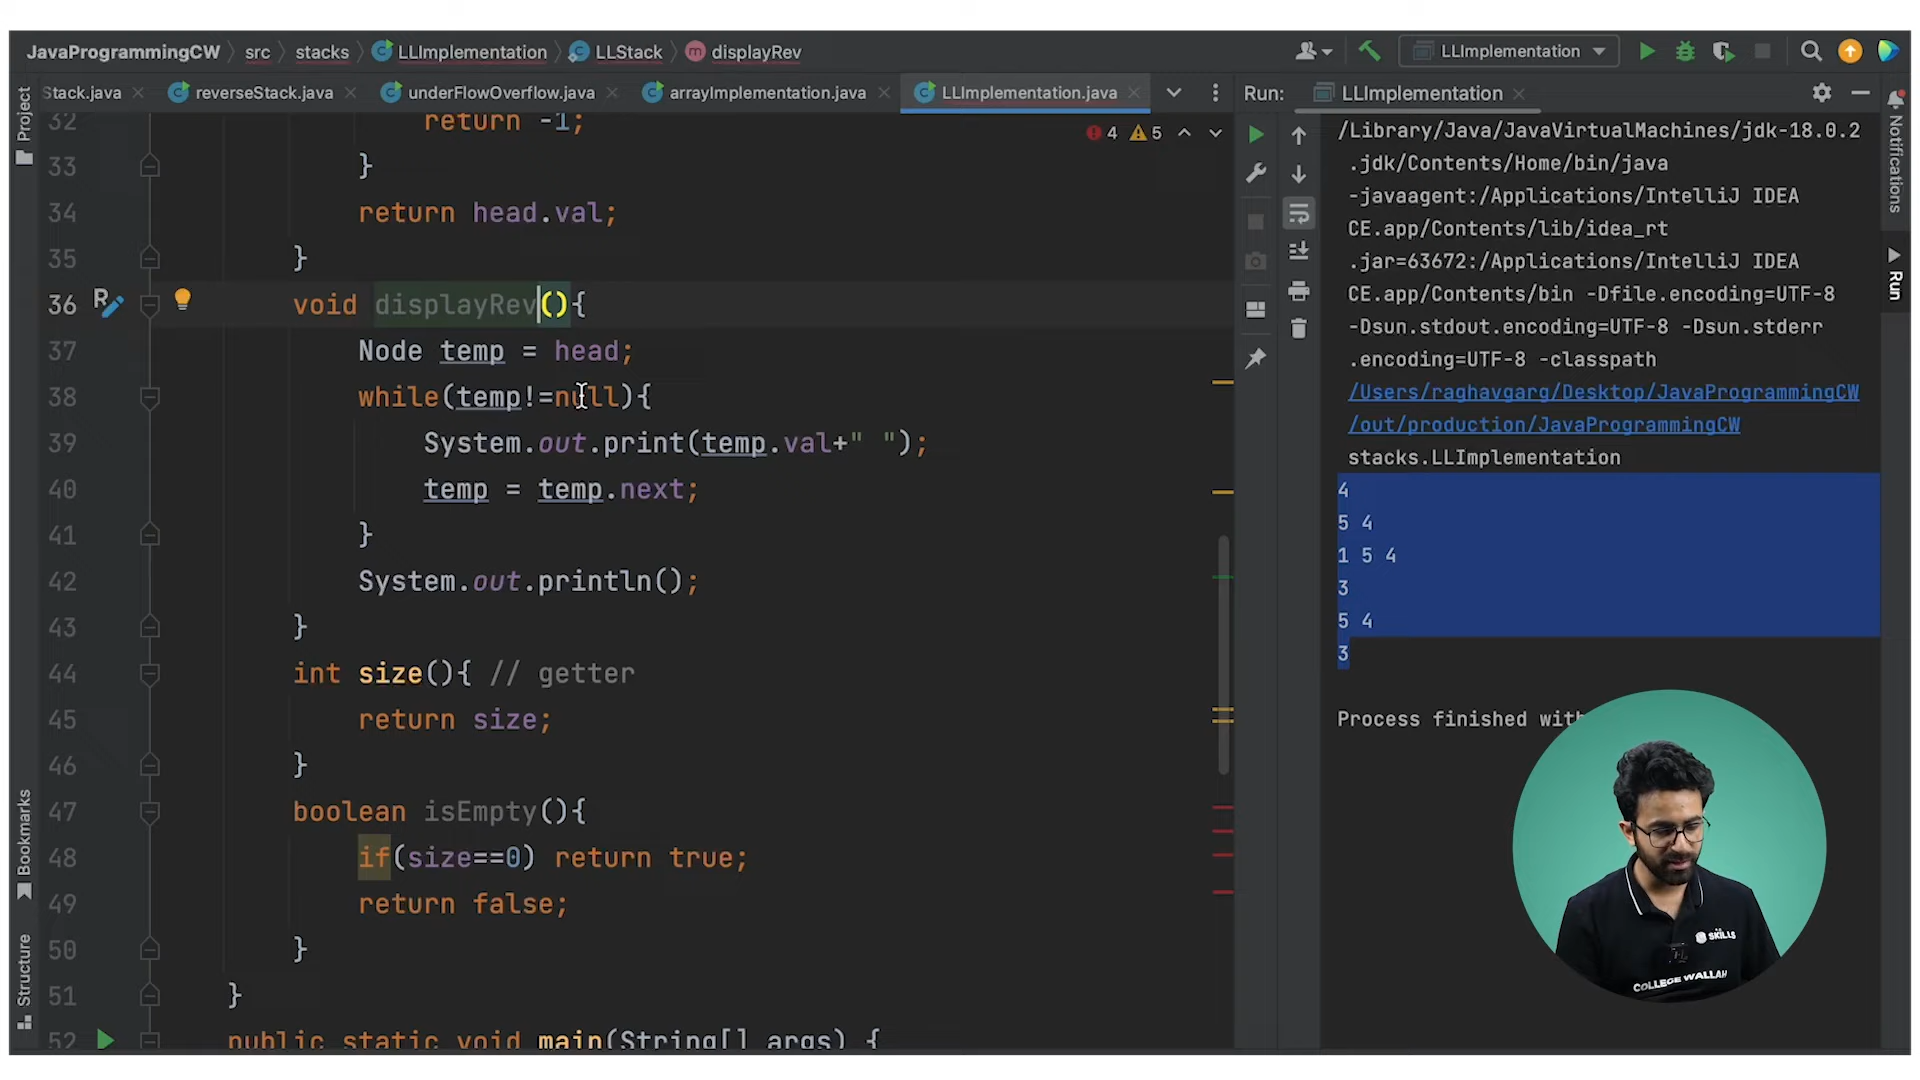 JavaProgrammingCW src stacks LLImplementation LLStack displayRev
LLImplementation
Stack.java reverseStack.java underFlowOverflow.java arrayImplementation.java LLImplementation.java
Run: LLImplementation
Project
Bookmarks
Structure
4 5
32 return -1;
33 }
34 return head.val;
35 }
36 void displayRev(){
37 Node temp = head;
38 while(temp!=null){
39 System.out.print(temp.val+" ");
40 temp = temp.next;
41 }
42 System.out.println();
43 }
44 int size(){ // getter
45 return size;
46 }
47 boolean isEmpty(){
48 if(size==0) return true;
49 return false;
50 }
51 }
52 public static void main(String[] args) {
/Library/Java/JavaVirtualMachines/jdk-18.0.2
.jdk/Contents/Home/bin/java
-javaagent:/Applications/IntelliJ IDEA
CE.app/Contents/lib/idea_rt
.jar=63672:/Applications/IntelliJ IDEA
CE.app/Contents/bin -Dfile.encoding=UTF-8
-Dsun.stdout.encoding=UTF-8 -Dsun.stderr
.encoding=UTF-8 -classpath
/Users/raghavgarg/Desktop/JavaProgrammingCW
/out/production/JavaProgrammingCW
stacks.LLImplementation
4
5 4
1 5 4
3
5 4
3
Process finished with
SKILLS
COLLEGE WALLAH
Notifications
Run